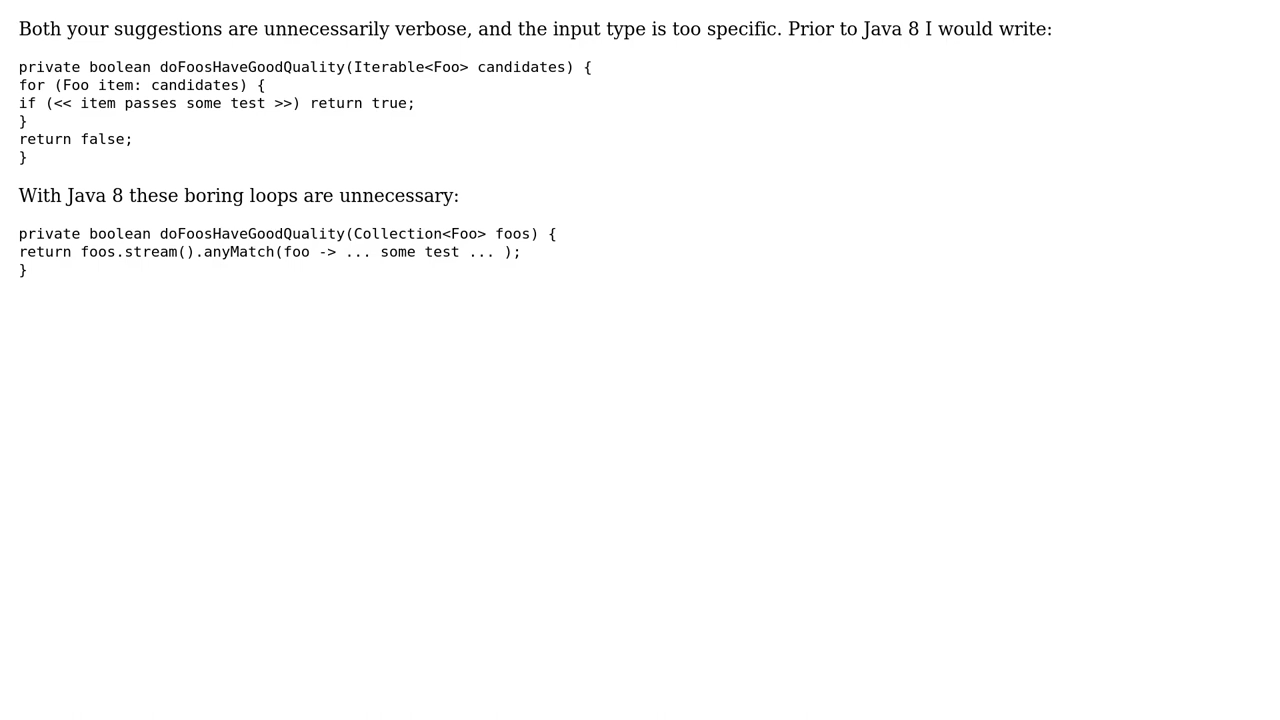 Both your suggestions are unnecessarily verbose, and the input type is too specific. Prior to Java 8 I would write:
private boolean doFoosHaveGoodQuality(Iterable<Foo> candidates) {
for (Foo item: candidates) {
if (<< item passes some test >>) return true;
}
return false;
}
With Java 8 these boring loops are unnecessary:
private boolean doFoosHaveGoodQuality(Collection<Foo> foos) {
return foos.stream().anyMatch(foo -> ... some test ... );
}